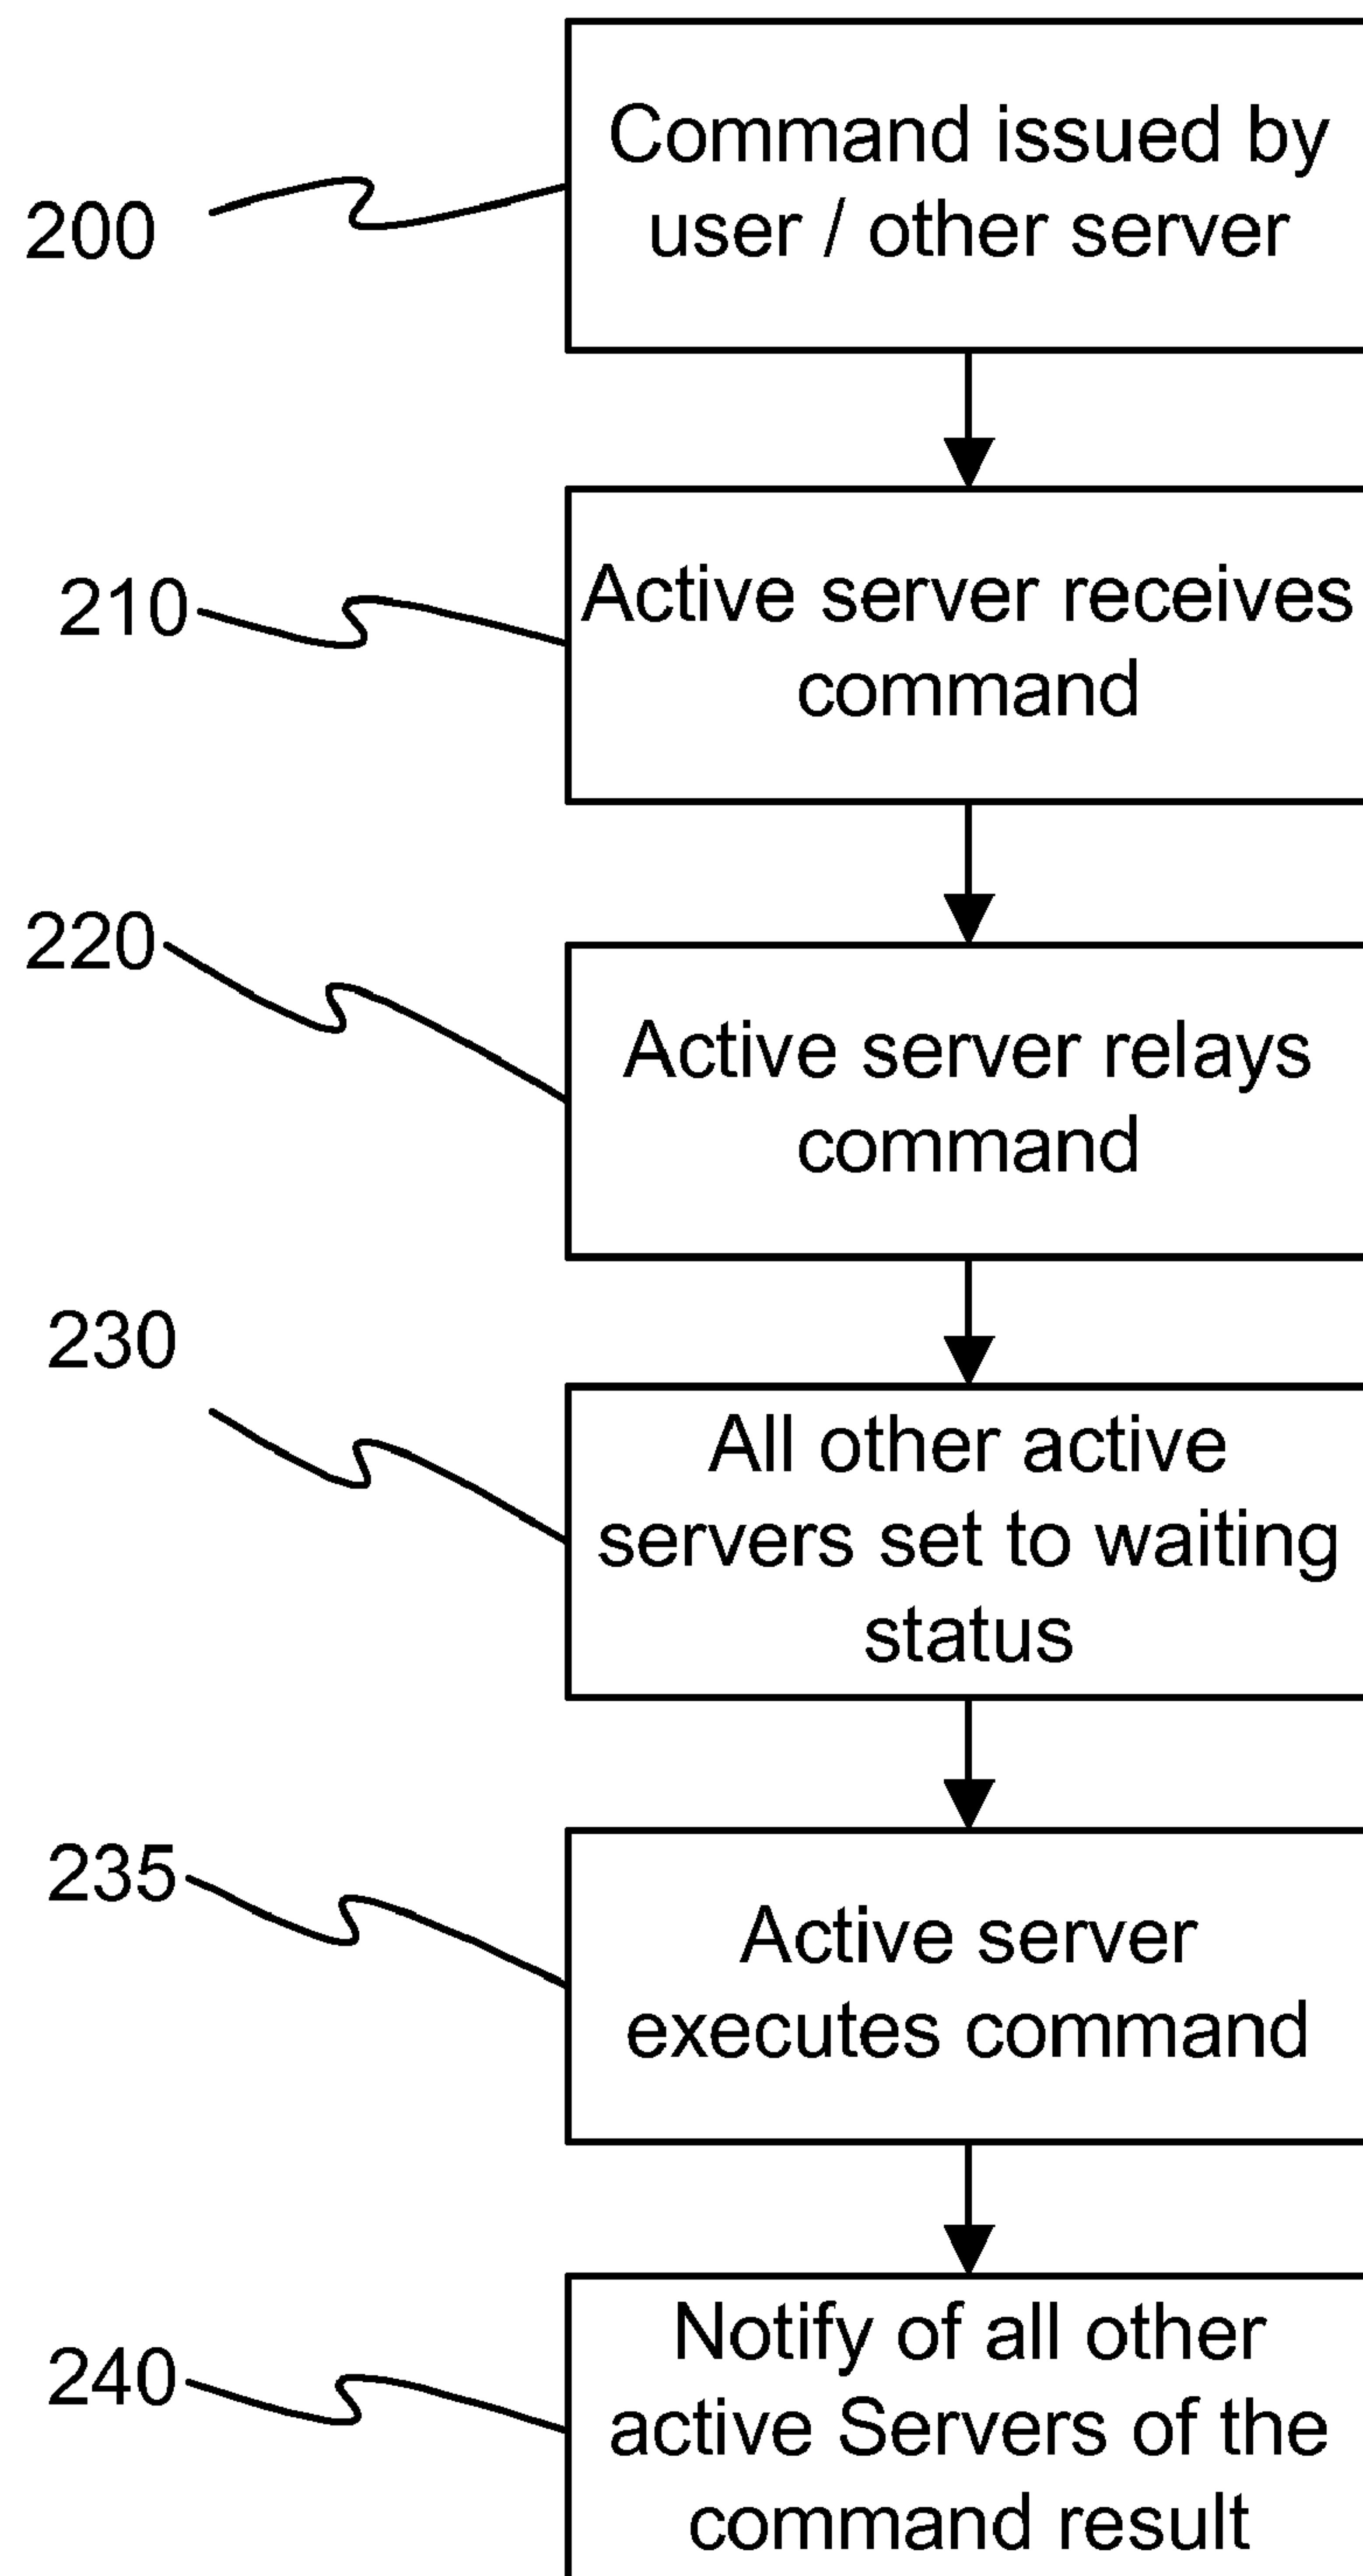 200
Command issued by
user / other server
210
Active server receives
command
220
Active server relays
command
230
All other active
servers set to waiting
status
235
Active server
executes command
240
Notify of all other
active Servers of the
command result